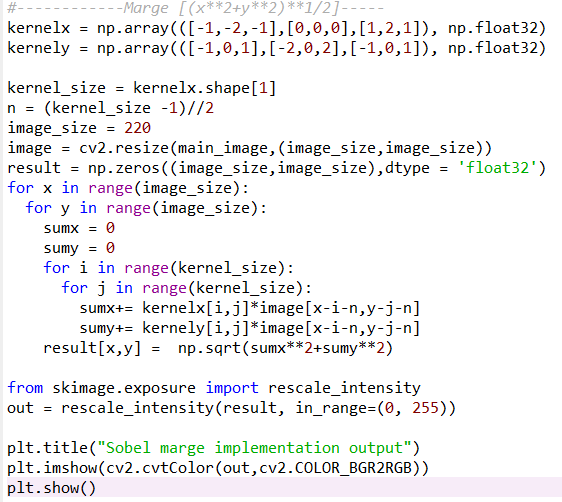 #------------Marge [(x**2+y**2)**1/2]-----
kernelx = np.array(([-1,-2,-1],[0,0,0],[1,2,1]), np.float32)
kernely = np.array(([-1,0,1],[-2,0,2],[-1,0,1]), np.float32)

kernel_size = kernelx.shape[1]
n = (kernel_size -1)//2
image_size = 220
image = cv2.resize(main_image,(image_size,image_size))
result = np.zeros((image_size,image_size),dtype = 'float32')
for x in range(image_size):
  for y in range(image_size):
    sumx = 0
    sumy = 0
    for i in range(kernel_size):
      for j in range(kernel_size):
        sumx+= kernelx[i,j]*image[x-i-n,y-j-n]
        sumy+= kernely[i,j]*image[x-i-n,y-j-n]
    result[x,y] =  np.sqrt(sumx**2+sumy**2)

from skimage.exposure import rescale_intensity
out = rescale_intensity(result, in_range=(0, 255))

plt.title("Sobel marge implementation output")
plt.imshow(cv2.cvtColor(out,cv2.COLOR_BGR2RGB))
plt.show()